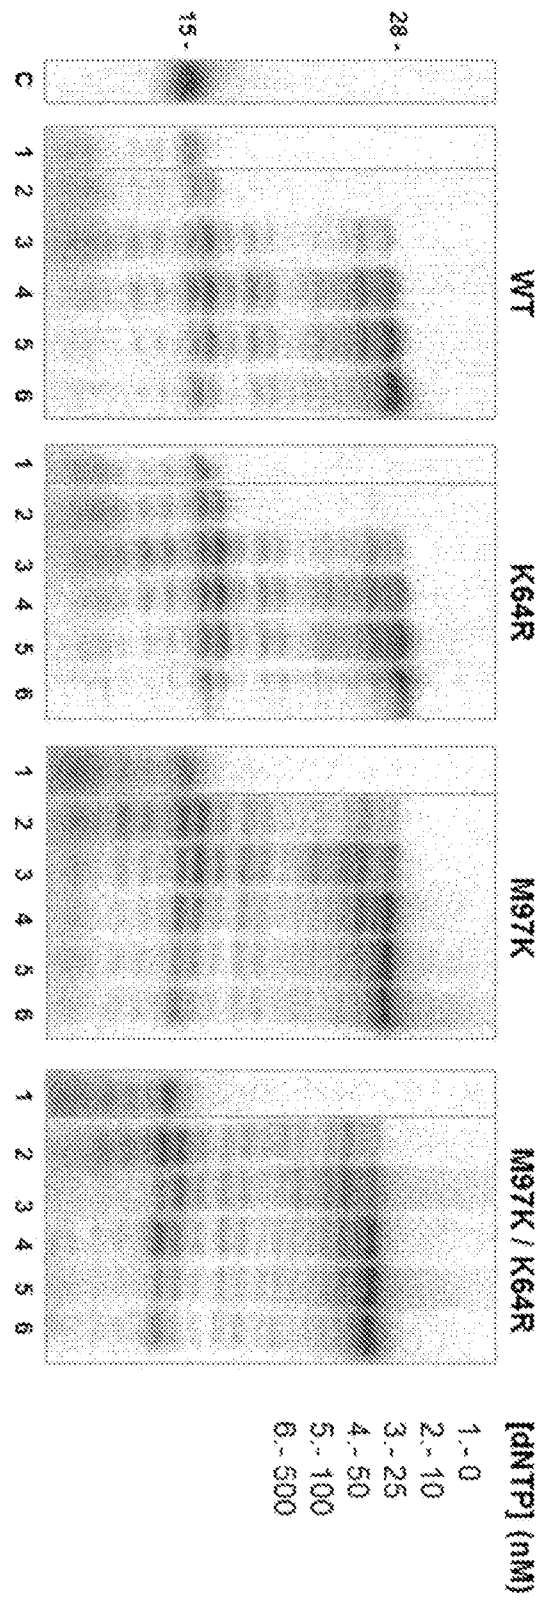 WT
K64R
M97K
M97K / K64R
[dNTP] (nM)
28-
15-
1.- 0
2.- 10
3.- 25
4.- 50
5.- 100
6.- 500
C
1 2 3 4 5 6
1 2 3 4 5 6
1 2 3 4 5 6
1 2 3 4 5 6